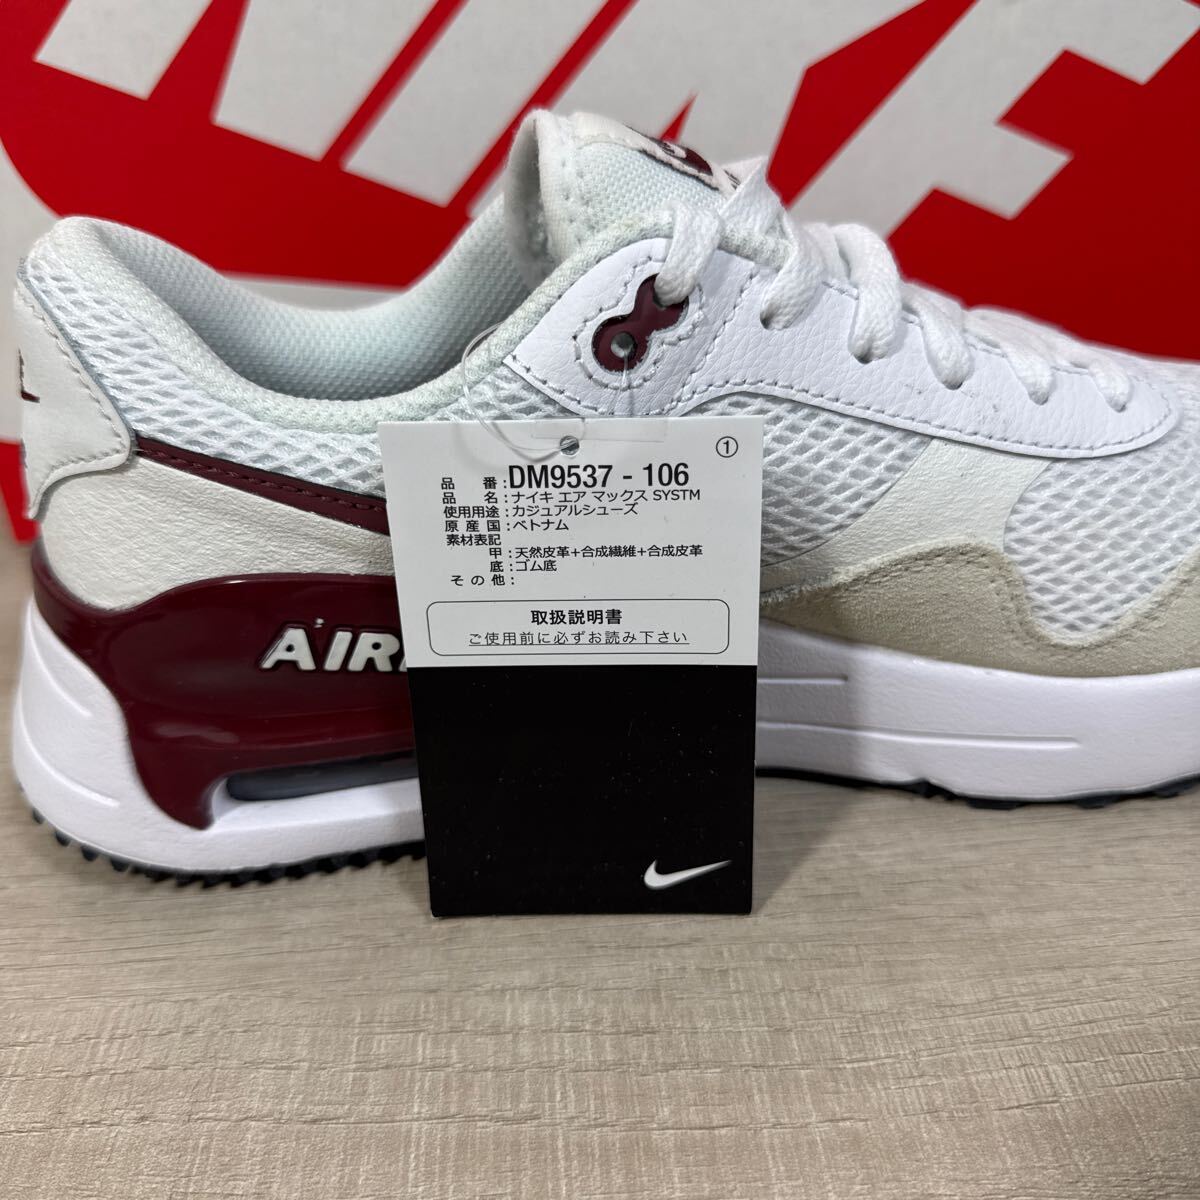 NIKE
AIR
①
品 番 : DM9537 - 106
品 名 : ナイキ エア マックス SYSTM
使用用途 : カジュアルシューズ
原 産 国 : ベトナム
素材表記
甲 : 天然皮革+合成繊維+合成皮革
底 : ゴム底
そ の 他 :
取扱説明書
ご使用前に必ずお読み下さい